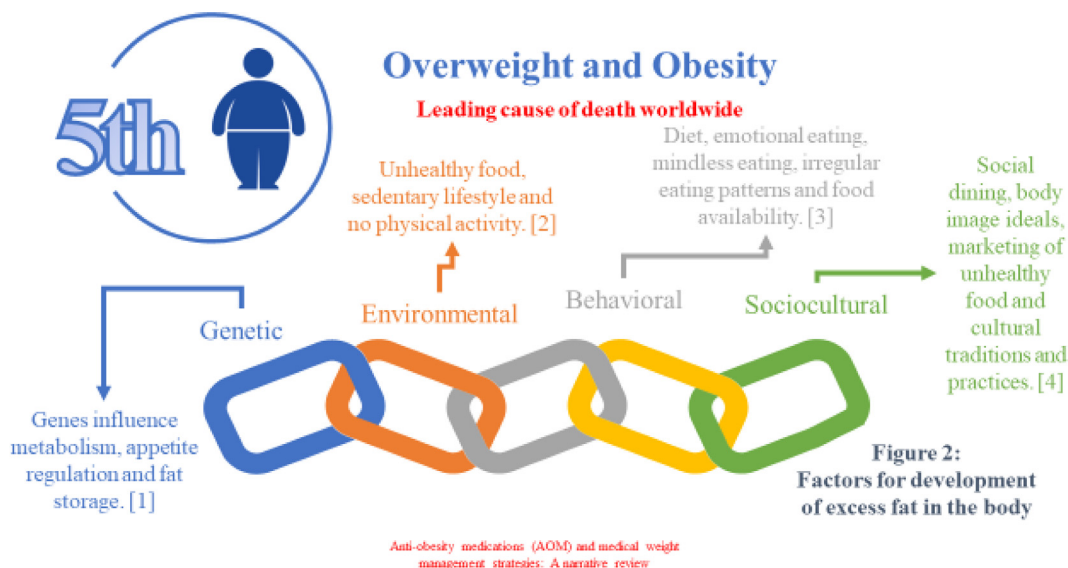 5th
Overweight and Obesity
Leading cause of death worldwide
Unhealthy food,
sedentary lifestyle and
no physical activity. [2]
Diet, emotional eating,
mindless eating, irregular
eating patterns and food
availability. [3]
Social
dining, body
image ideals,
marketing of
unhealthy
food and
cultural
traditions and
practices. [4]
Genetic
Environmental
Behavioral
Sociocultural
Genes influence
metabolism, appetite
regulation and fat
storage. [1]
Figure 2:
Factors for development
of excess fat in the body
Anti-obesity medications (AOM) and medical weight
management strategies: A narrative review